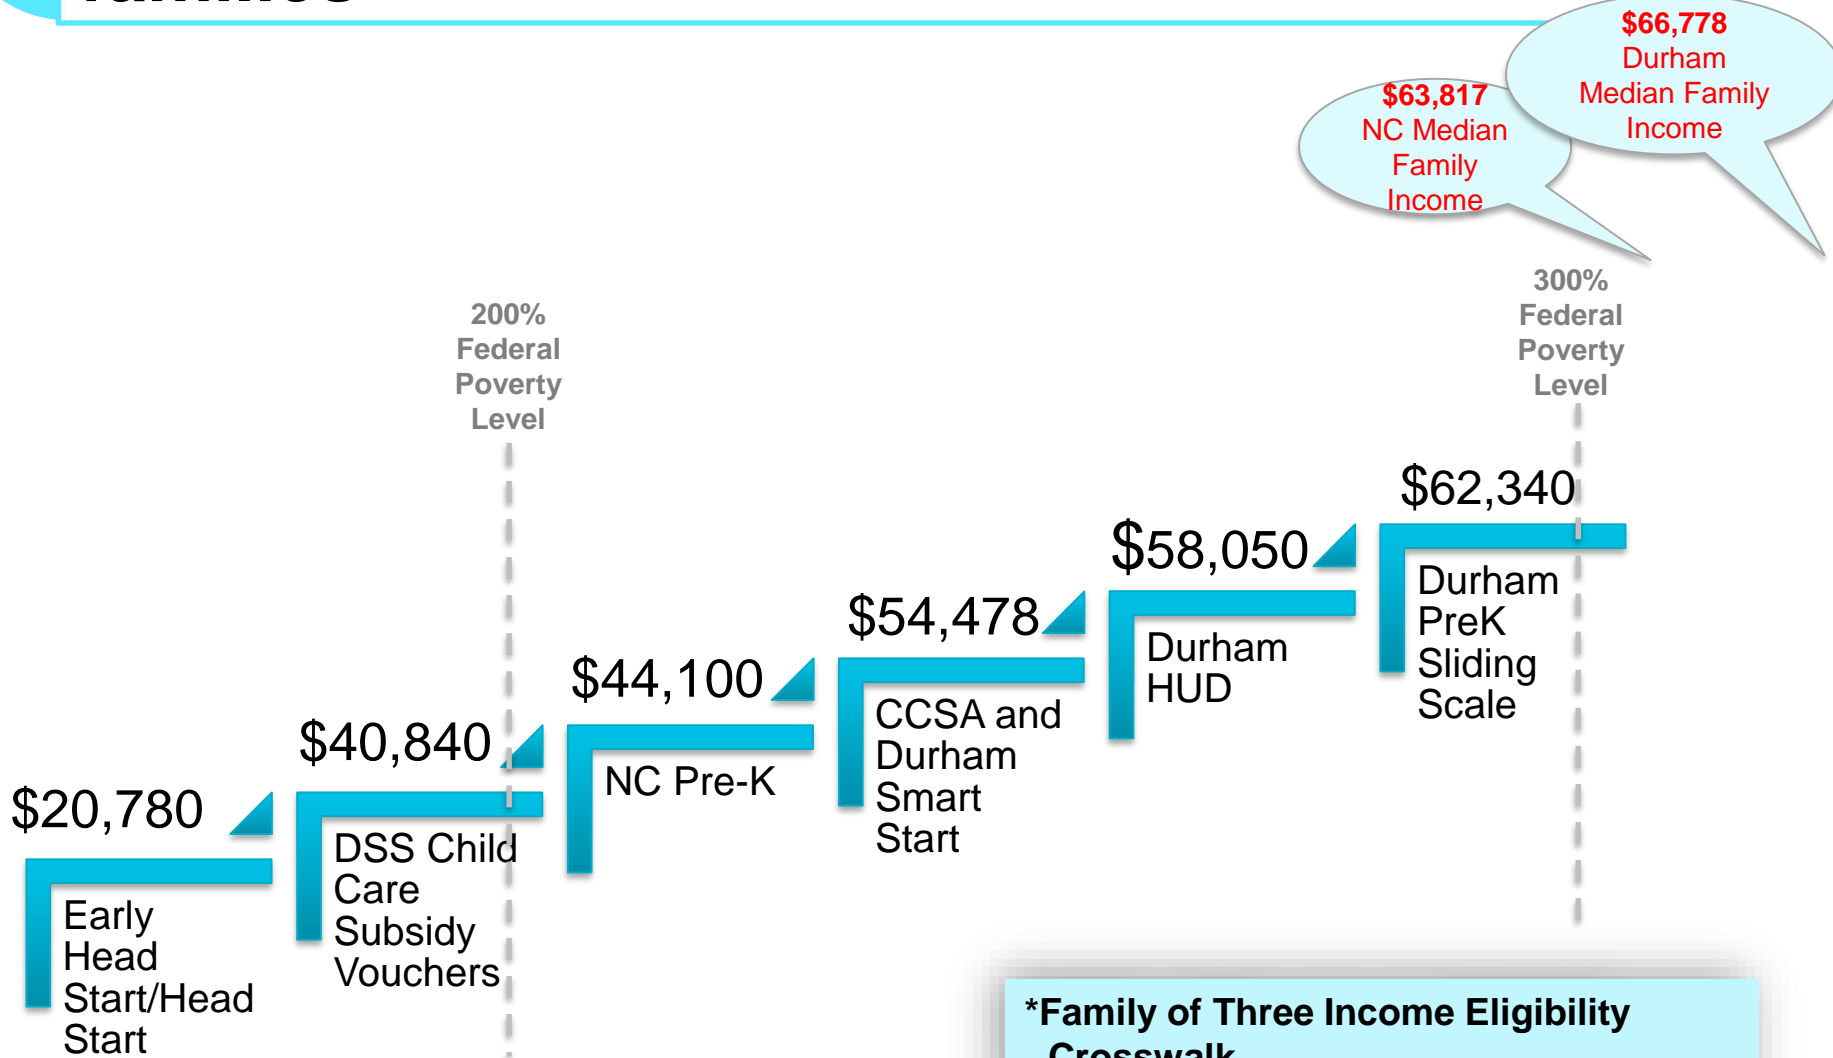 families
$66,778
Durham
Median Family
Income
$63,817
NC Median
Family
Income
200%
Federal
Poverty
Level
300%
Federal
Poverty
Level
$20,780
Early
Head
Start/Head
Start
$40,840
DSS Child
Care
Subsidy
Vouchers
$44,100
NC Pre-K
$54,478
CCSA and
Durham
Smart
Start
$58,050
Durham
HUD
$62,340
Durham
PreK
Sliding
Scale
*Family of Three Income Eligibility
Crosswalk